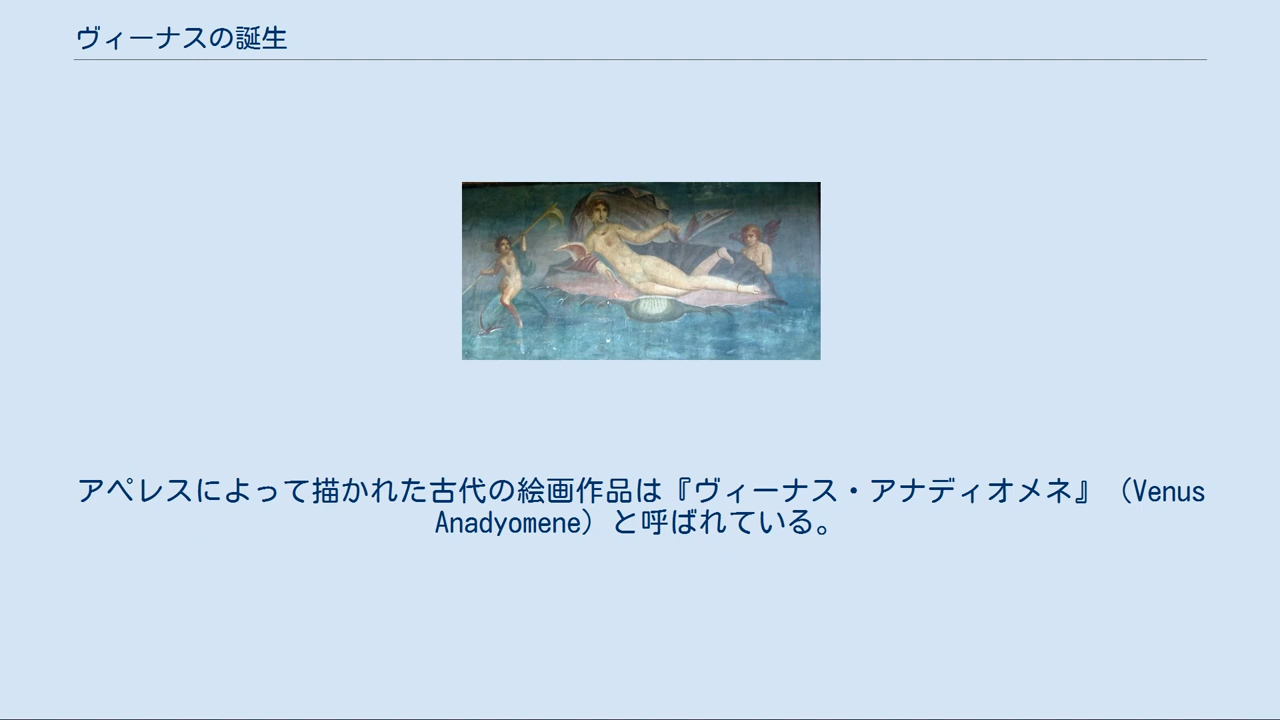 ヴィーナスの誕生
アペレスによって描かれた古代の絵画作品は『ヴィーナス・アナディオメネ』（Venus
Anadyomene）と呼ばれている。